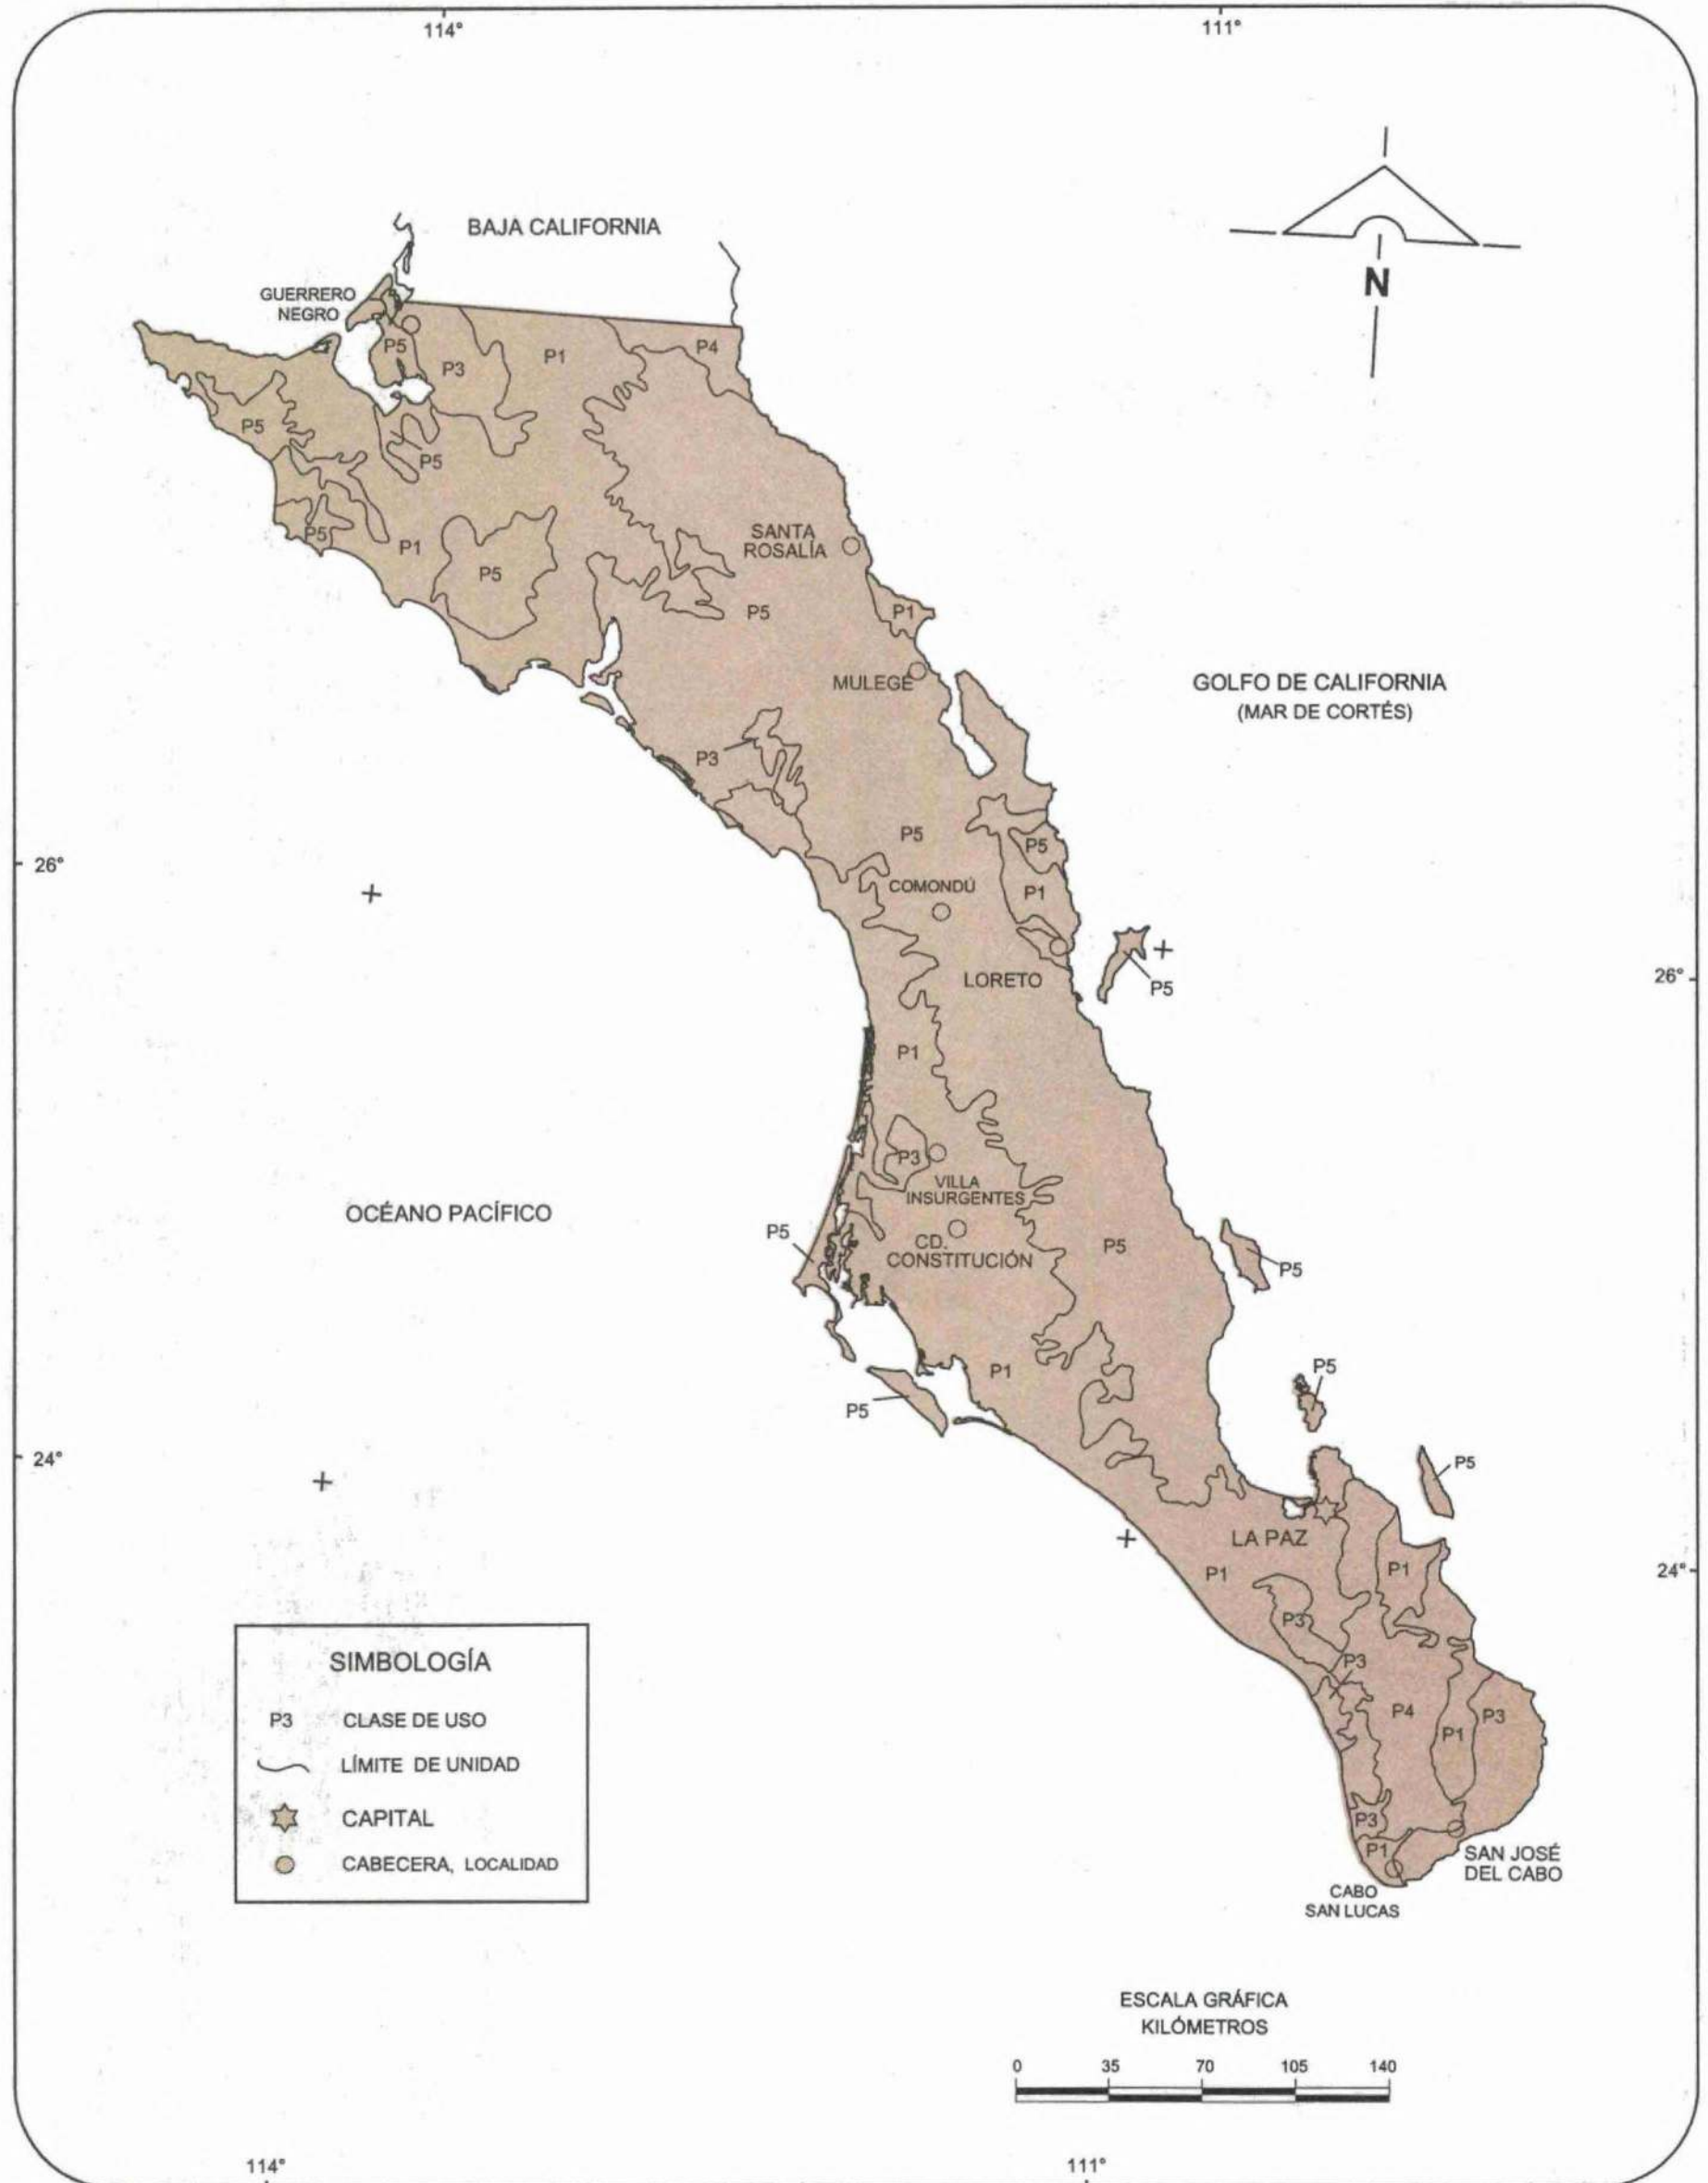 114°
111°
BAJA CALIFORNIA
N
GUERRERO
NEGRO
P5
P3
P1
P4
P5
P5
SANTA
ROSALÍA
P5
P1
P5
P5
P1
MULEGÉ
GOLFO DE CALIFORNIA
(MAR DE CORTÉS)
P3
P5
P5
26°
COMONDÚ
P1
LORETO
P5
26°
P1
P3
VILLA
INSURGENTES
OCÉANO PACÍFICO
P5
CD.
CONSTITUCIÓN
P5
P5
P1
P5
P5
24°
P5
LA PAZ
P1
P1
24°
P3
P3
P4
P1
P3
P3
P1
SAN JOSÉ
DEL CABO
CABO
SAN LUCAS
SIMBOLOGÍA
P3 CLASE DE USO
LÍMITE DE UNIDAD
CAPITAL
CABECERA, LOCALIDAD
ESCALA GRÁFICA
KILÓMETROS
0 35 70 105 140
114°
111°